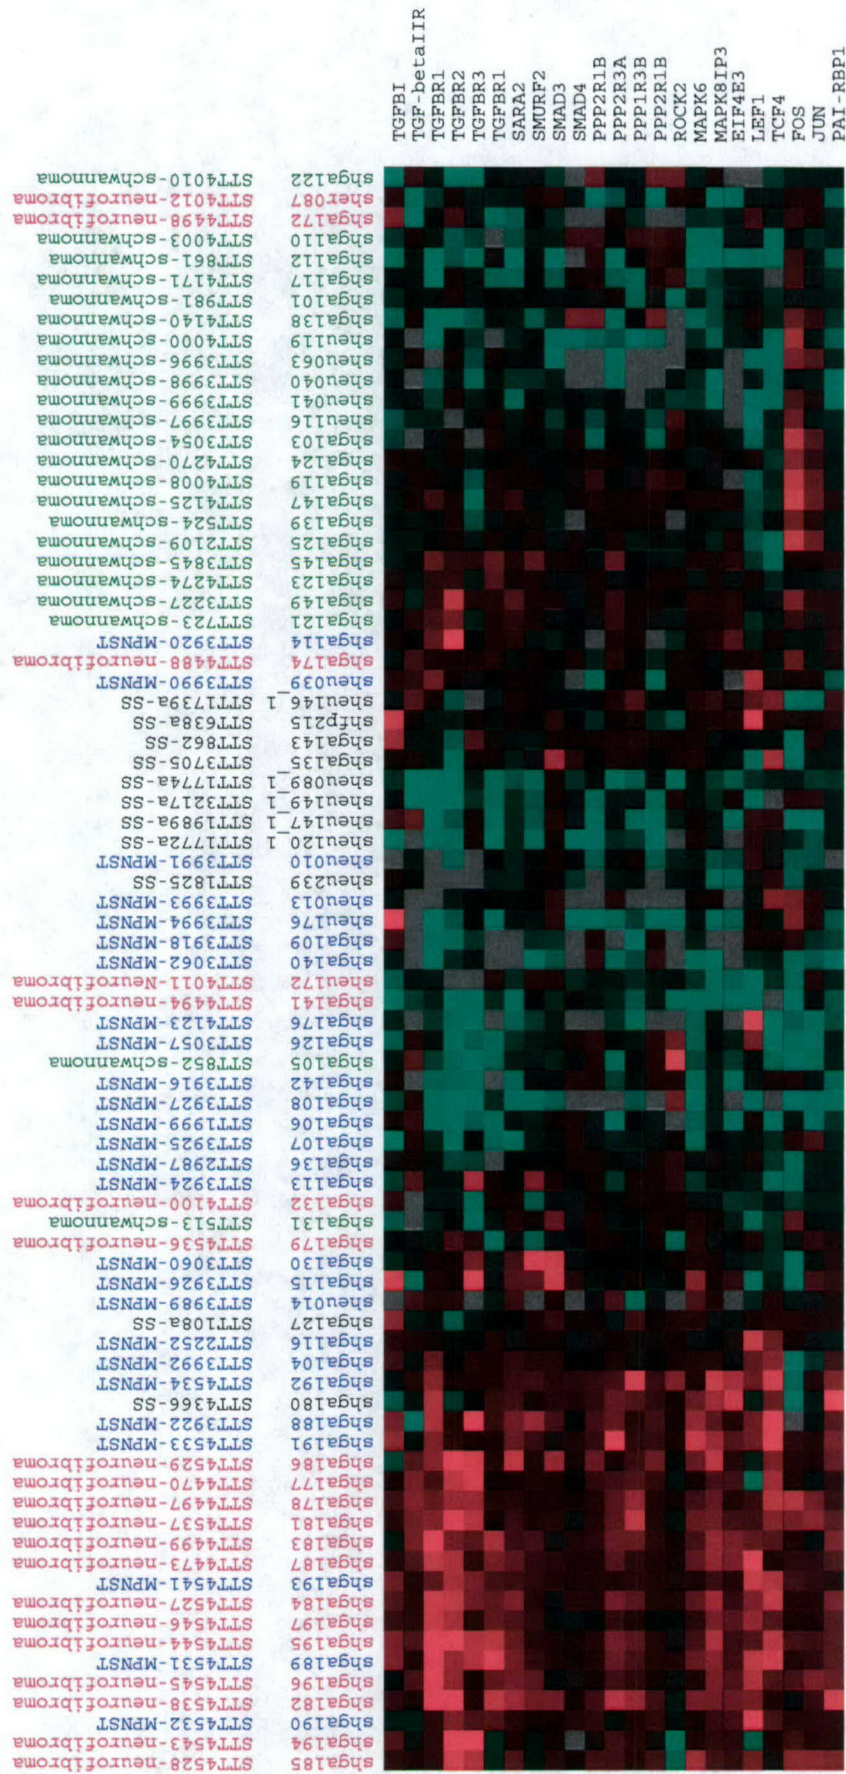 TGFBI
TGF-betaIIR
TGFBR1
TGFBR2
TGFBR3
TGFBR1
SARA2
SMURF2
SMAD3
SMAD4
PPP2R1B
PPP2R3A
PPP1R3B
PPP2R1B
ROCK2
MAPK6
MAPK8IP3
EIF4E3
LEF1
TCF4
FOS
JUN
PAI-RBP1
shga122 STT4010-schwannoma
sher087 STT4012-neurofibroma
shga172 STT4498-neurofibroma
shga110 STT4003-schwannoma
shga112 STT861-schwannoma
shga117 STT4171-schwannoma
shga101 STT981-schwannoma
shga138 STT4140-schwannoma
sheu119 STT4000-schwannoma
sheu063 STT3996-schwannoma
sheu040 STT3998-schwannoma
sheu041 STT3999-schwannoma
sheu116 STT3997-schwannoma
shga103 STT3054-schwannoma
shga124 STT4270-schwannoma
shga119 STT4008-schwannoma
shga147 STT4125-schwannoma
shga139 STT524-schwannoma
shga125 STT2109-schwannoma
shga145 STT3845-schwannoma
shga123 STT4274-schwannoma
shga149 STT3227-schwannoma
shga121 STT723-schwannoma
shga114 STT3920-MPNST
shga174 STT4488-neurofibroma
sheu039 STT3990-MPNST
sheu146_1 STT1739a-SS
shfp215 STT638a-SS
shga143 STT862-SS
shga135 STT3705-SS
sheu089_1 STT1774a-SS
sheu149_1 STT3217a-SS
sheu147_1 STT1989a-SS
sheu120_1 STT1772a-SS
sheu010 STT3991-MPNST
sheu239 STT1825-SS
sheu013 STT3993-MPNST
sheu176 STT3994-MPNST
shga109 STT3918-MPNST
shga140 STT3062-MPNST
sheu172 STT4011-Neurofibroma
shga141 STT4494-neurofibroma
shga176 STT4123-MPNST
shga126 STT3057-MPNST
shga105 STT852-schwannoma
shga142 STT3916-MPNST
shga108 STT3927-MPNST
shga106 STT1999-MPNST
shga107 STT3925-MPNST
shga136 STT2987-MPNST
shga113 STT3924-MPNST
shga132 STT4100-neurofibroma
shga131 STT513-schwannoma
shga179 STT4536-neurofibroma
shga130 STT3060-MPNST
shga115 STT3926-MPNST
sheu014 STT3989-MPNST
shga127 STT108a-SS
shga116 STT2252-MPNST
shga104 STT3992-MPNST
shga192 STT4534-MPNST
shga180 STT4366-SS
shga188 STT3922-MPNST
shga191 STT4533-MPNST
shga186 STT4529-neurofibroma
shga177 STT4470-neurofibroma
shga178 STT4497-neurofibroma
shga181 STT4537-neurofibroma
shga183 STT4499-neurofibroma
shga187 STT4473-neurofibroma
shga193 STT4541-MPNST
shga184 STT4527-neurofibroma
shga197 STT4546-neurofibroma
shga195 STT4544-neurofibroma
shga189 STT4531-MPNST
shga196 STT4545-neurofibroma
shga182 STT4538-neurofibroma
shga190 STT4532-MPNST
shga194 STT4543-neurofibroma
shga185 STT4528-neurofibroma